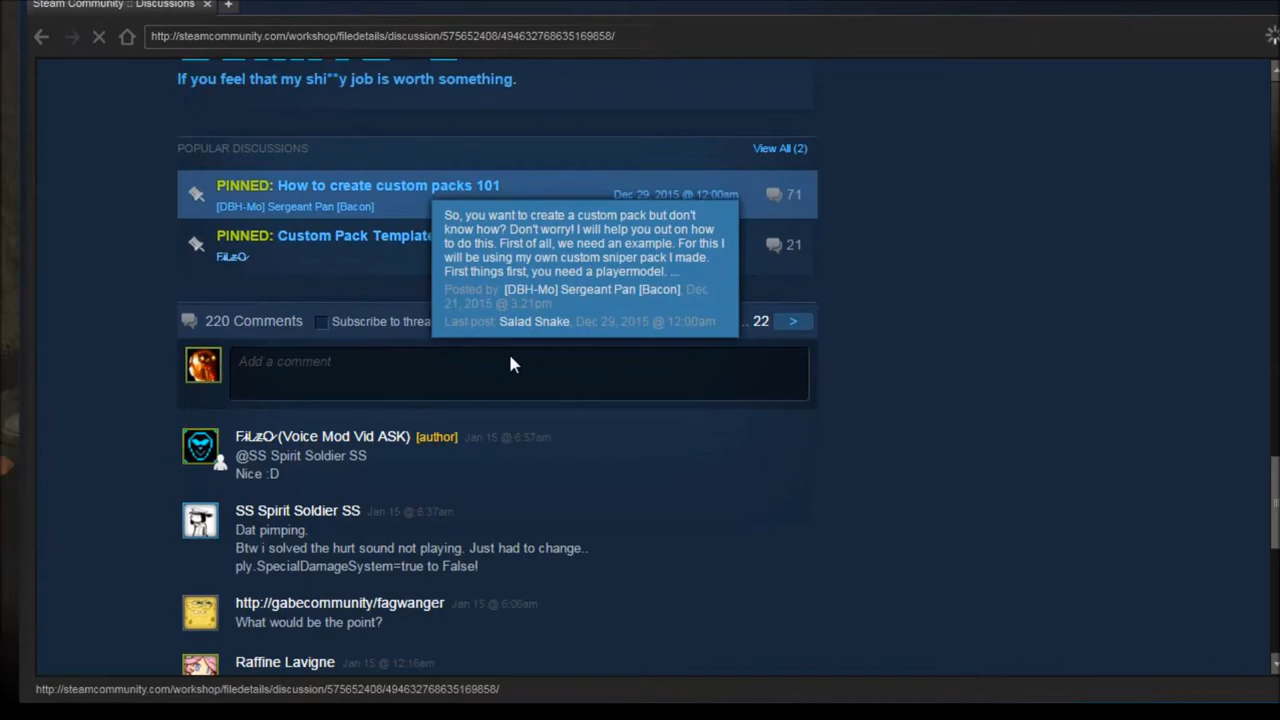 Steam Community :: Discussions × +
http://steamcommunity.com/workshop/filedetails/discussion/575652408/494632768635169858/
If you feel that my shi**y job is worth something.
POPULAR DISCUSSIONS View All (2)
PINNED: How to create custom packs 101
Dec 29, 2015 @ 12:00am 71
[DBH-Mo] Sergeant Pan [Bacon]
So, you want to create a custom pack but don't
know how? Don't worry! I will help you out on how
to do this. First of all, we need an example. For this I
will be using my own custom sniper pack I made.
First things first, you need a playermodel. ...
Posted by: [DBH-Mo] Sergeant Pan [Bacon], Dec
21, 2015 @ 3:21pm
Last post: Salad Snake, Dec 29, 2015 @ 12:00am
PINNED: Custom Pack Template
21
FiLzO
220 Comments Subscribe to threa .. 22 >
Add a comment
FiLzO (Voice Mod Vid ASK) [author] Jan 15 @ 6:57am
@SS Spirit Soldier SS
Nice :D
SS Spirit Soldier SS Jan 15 @ 6:37am
Dat pimping.
Btw i solved the hurt sound not playing. Just had to change..
ply.SpecialDamageSystem=true to False!
http://gabecommunity/fagwanger Jan 15 @ 6:06am
What would be the point?
Raffine Lavigne Jan 15 @ 12:16am
http://steamcommunity.com/workshop/filedetails/discussion/575652408/494632768635169858/